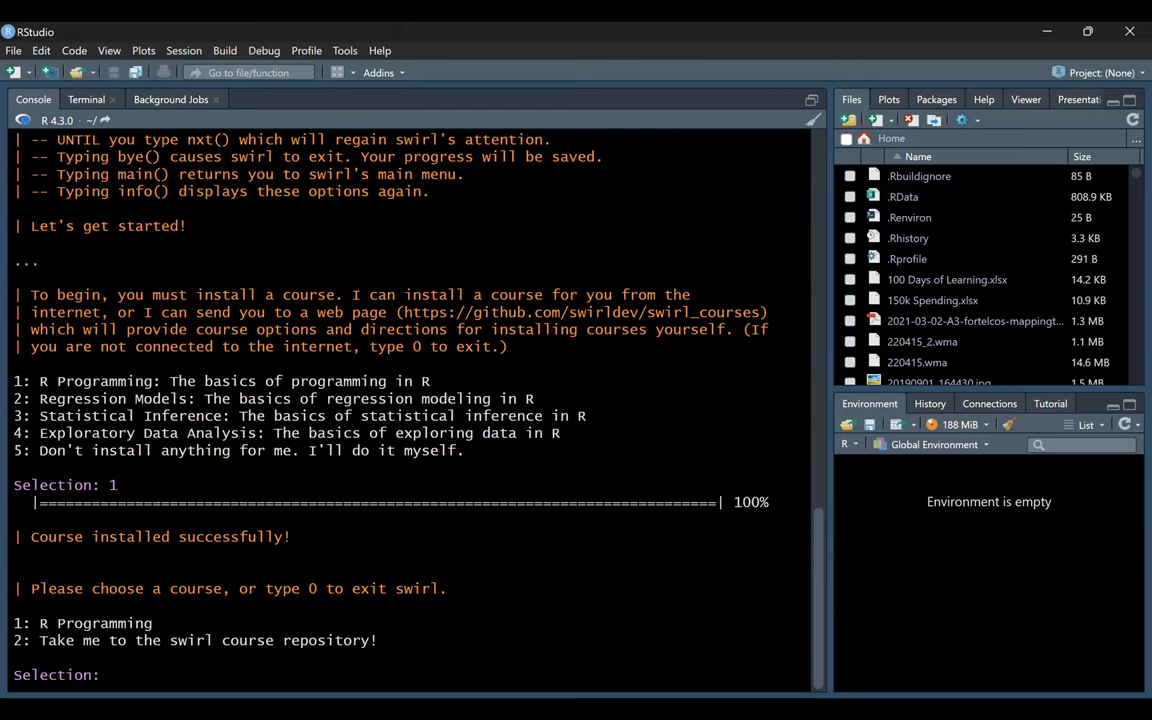 RStudio
File Edit Code View Plots Session Build Debug Profile Tools Help
Go to file/function Addins Project: (None)
Console Terminal Background Jobs
R 4.3.0 · ~/
| -- UNTIL you type nxt() which will regain swirl's attention.
| -- Typing bye() causes swirl to exit. Your progress will be saved.
| -- Typing main() returns you to swirl's main menu.
| -- Typing info() displays these options again.
| Let's get started!
...
| To begin, you must install a course. I can install a course for you from the
| internet, or I can send you to a web page (https://github.com/swirldev/swirl_courses)
| which will provide course options and directions for installing courses yourself. (If
| you are not connected to the internet, type 0 to exit.)
1: R Programming: The basics of programming in R
2: Regression Models: The basics of regression modeling in R
3: Statistical Inference: The basics of statistical inference in R
4: Exploratory Data Analysis: The basics of exploring data in R
5: Don't install anything for me. I'll do it myself.
Selection: 1
|==============================================================================| 100%
| Course installed successfully!
| Please choose a course, or type 0 to exit swirl.
1: R Programming
2: Take me to the swirl course repository!
Selection:
Files Plots Packages Help Viewer Presentati
Home ...
Name Size
.Rbuildignore 85 B
.RData 808.9 KB
.Renviron 25 B
.Rhistory 3.3 KB
.Rprofile 291 B
100 Days of Learning.xlsx 14.2 KB
150k Spending.xlsx 10.9 KB
2021-03-02-A3-fortelcos-mappingt... 1.3 MB
220415_2.wma 1.1 MB
220415.wma 14.6 MB
20190901_164430.jpg 1.5 MB
Environment History Connections Tutorial
188 MiB List
R Global Environment
Environment is empty